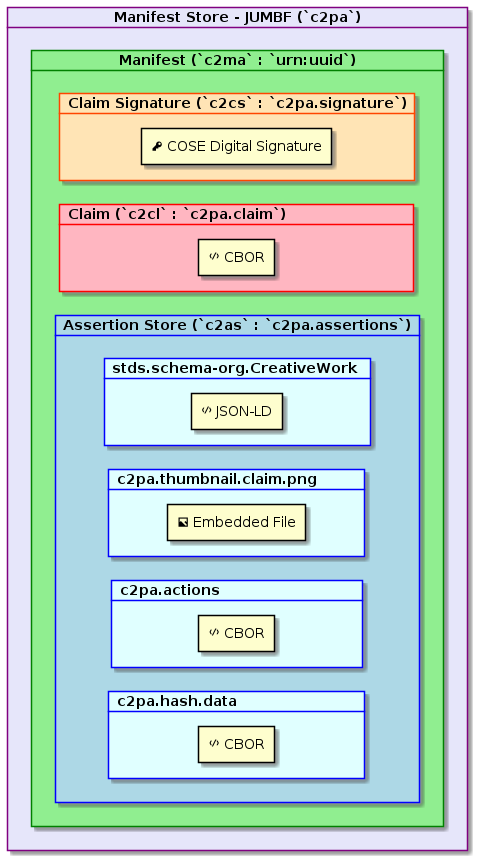 Manifest Store - JUMBF (`c2pa`)
Manifest (`c2ma` : `urn:uuid`)
Claim Signature (`c2cs` : `c2pa.signature`)
COSE Digital Signature
Claim (`c2cl` : `c2pa.claim`)
CBOR
Assertion Store (`c2as` : `c2pa.assertions`)
stds.schema-org.CreativeWork
JSON-LD
c2pa.thumbnail.claim.png
Embedded File
c2pa.actions
CBOR
c2pa.hash.data
CBOR